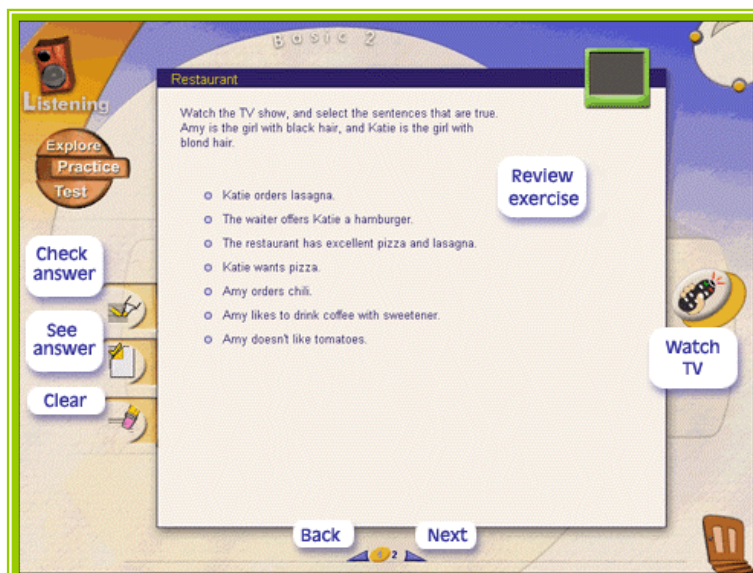 Basic 2
Listening
Explore
Practice
Test
Restaurant
Watch the TV show, and select the sentences that are true.
Amy is the girl with black hair, and Katie is the girl with
blond hair.
Review
exercise
Katie orders lasagna.
The waiter offers Katie a hamburger.
The restaurant has excellent pizza and lasagna.
Katie wants pizza.
Amy orders chili.
Amy likes to drink coffee with sweetener.
Amy doesn't like tomatoes.
Check
answer
See
answer
Clear
Watch
TV
Back
Next
2